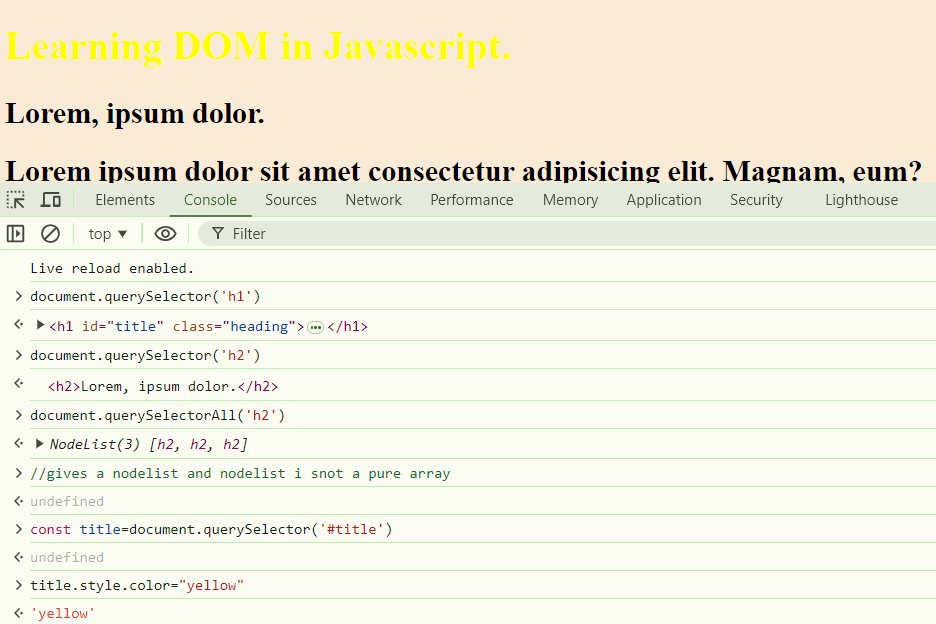 Learning DOM in Javascript.
Lorem, ipsum dolor.
Lorem ipsum dolor sit amet consectetur adipisicing elit. Magnam, eum?
Elements Console Sources Network Performance Memory Application Security Lighthouse
top ▼ Filter
Live reload enabled.
> document.querySelector('h1')
<h1 id="title" class="heading">…</h1>
> document.querySelector('h2')
<h2>Lorem, ipsum dolor.</h2>
> document.querySelectorAll('h2')
NodeList(3) [h2, h2, h2]
> //gives a nodelist and nodelist i snot a pure array
undefined
> const title=document.querySelector('#title')
undefined
> title.style.color="yellow"
'yellow'